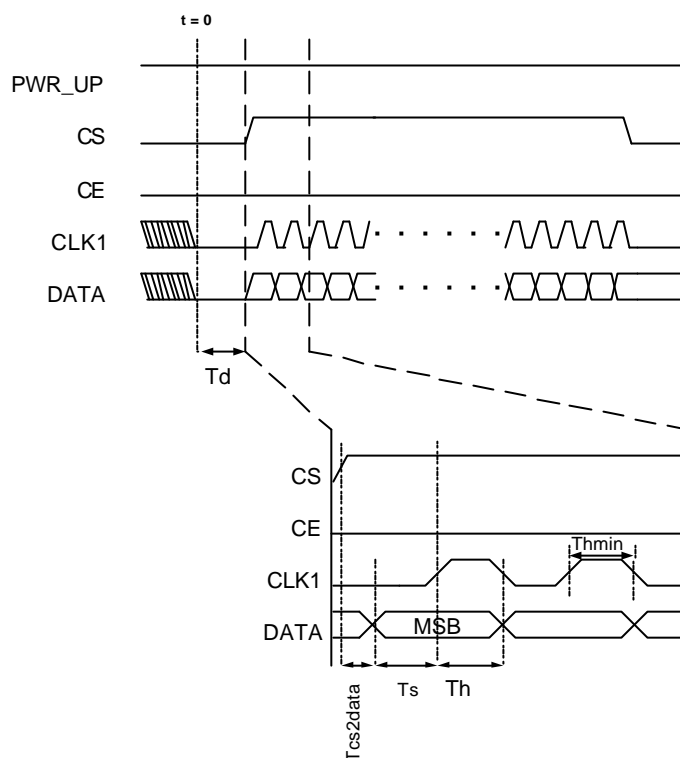 t = 0
PWR_UP
CS
CE
CLK1
DATA
Td
CS
CE
Thmin
CLK1
DATA
MSB
Tcs2data
Ts
Th